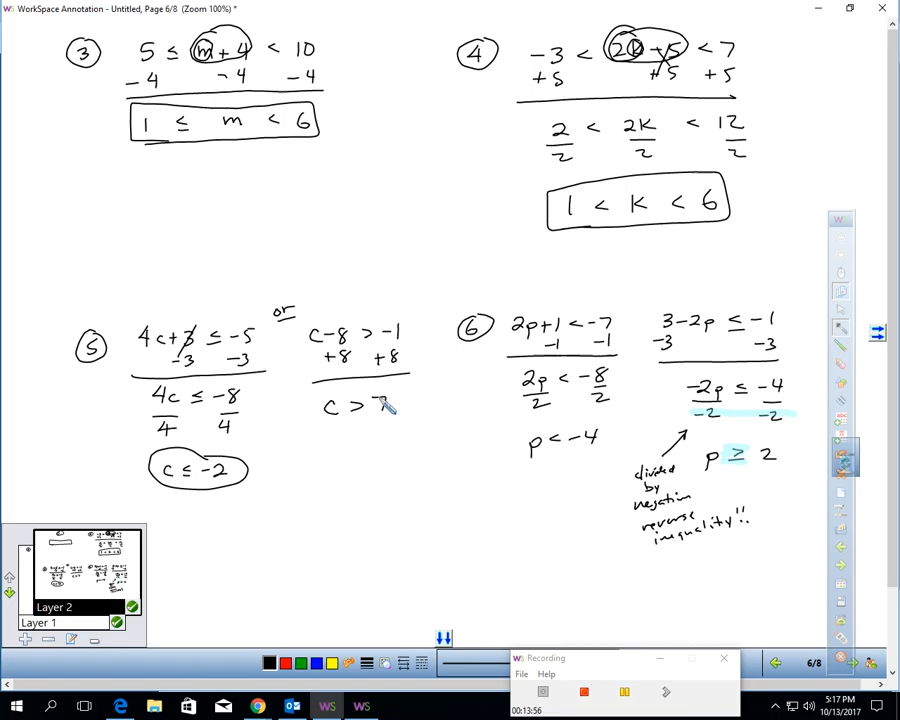 WorkSpace Annotation - Untitled, Page 6/8 (Zoom 100%) *
3 5 ≤ m + 4 < 10
-4 -4 -4
1 ≤ m < 6
4 -3 < 2k - 5 < 7
+5 +5 +5
2/2 < 2k/2 < 12/2
1 < k < 6
5 4c+3 ≤ -5 or c-8 > -1
-3 -3 +8 +8
4c/4 ≤ -8/4 c > 7
c ≤ -2
6 2p+1 < -7 3-2p ≤ -1
-1 -1 -3 -3
2p/2 < -8/2 -2p/-2 ≤ -4/-2
p < -4 p ≥ 2
divided
by
negative
reverse
inequality!!
Layer 2
Layer 1
6/8
WS Recording
File Help
00:13:56
5:17 PM
10/13/2017